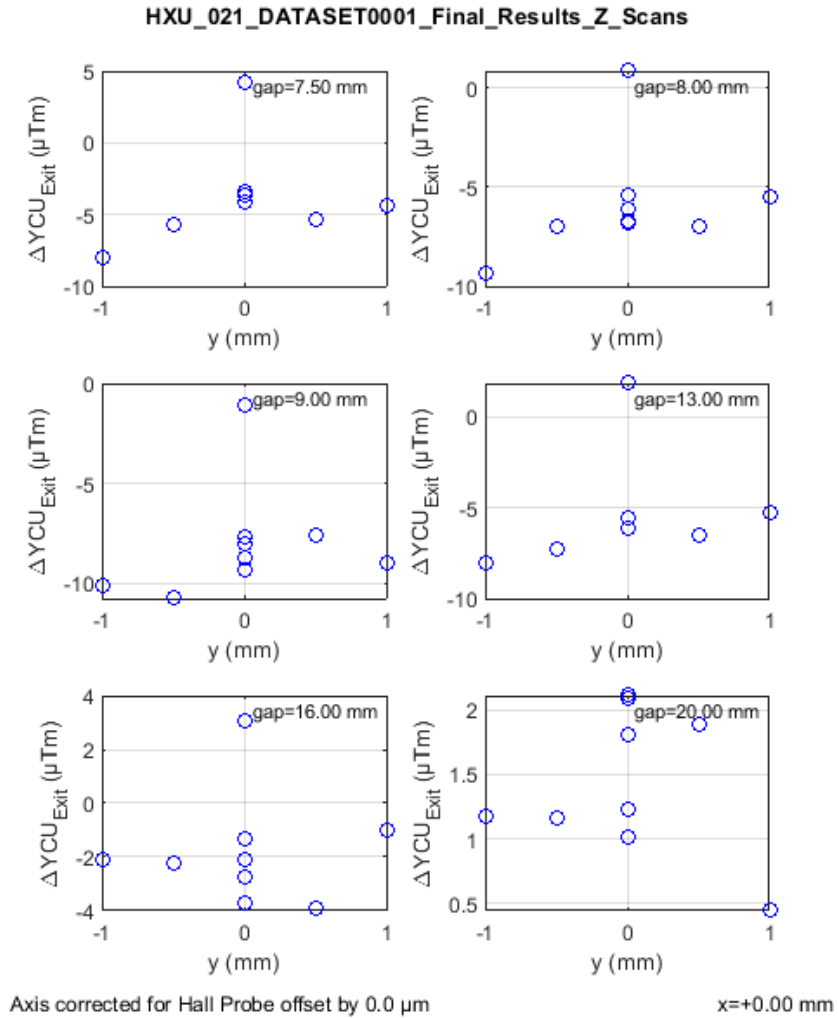 HXU_021_DATASET0001_Final_Results_Z_Scans
gap=7.50 mm
5
0
-5
-10
ΔYCU_Exit (µTm)
-1 0 1
y (mm)
gap=8.00 mm
0
-5
-10
ΔYCU_Exit (µTm)
-1 0 1
y (mm)
gap=9.00 mm
0
-5
-10
ΔYCU_Exit (µTm)
-1 0 1
y (mm)
gap=13.00 mm
0
-5
-10
ΔYCU_Exit (µTm)
-1 0 1
y (mm)
gap=16.00 mm
4
2
0
-2
-4
ΔYCU_Exit (µTm)
-1 0 1
y (mm)
gap=20.00 mm
2
1.5
1
0.5
ΔYCU_Exit (µTm)
-1 0 1
y (mm)
Axis corrected for Hall Probe offset by 0.0 µm
x=+0.00 mm